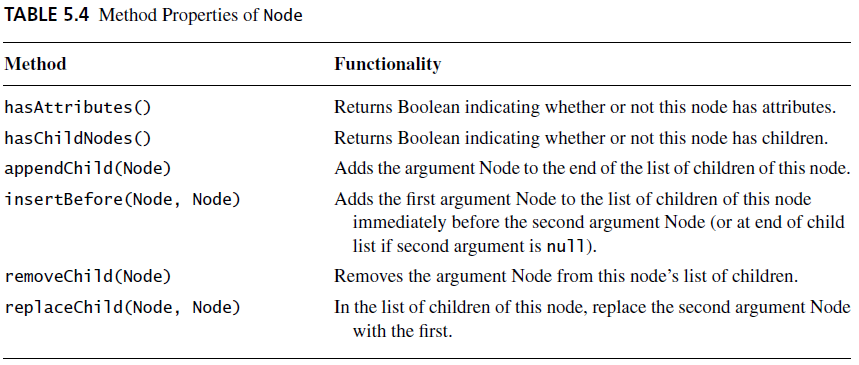 TABLE 5.4 Method Properties of Node
Method Functionality
hasAttributes() Returns Boolean indicating whether or not this node has attributes.
hasChildNodes() Returns Boolean indicating whether or not this node has children.
appendChild(Node) Adds the argument Node to the end of the list of children of this node.
insertBefore(Node, Node) Adds the first argument Node to the list of children of this node
immediately before the second argument Node (or at end of child
list if second argument is null).
removeChild(Node) Removes the argument Node from this node’s list of children.
replaceChild(Node, Node) In the list of children of this node, replace the second argument Node
with the first.